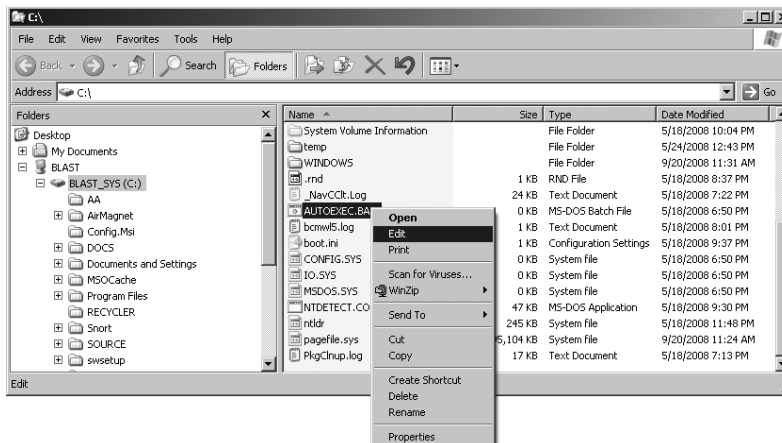 C:\
File Edit View Favorites Tools Help
Back Search Folders
Address C:\ Go
Folders
Desktop
My Documents
BLAST
BLAST_SYS (C:)
AA
AirMagnet
Config.Msi
DOCS
Documents and Settings
MSOCache
Program Files
RECYCLER
Snort
SOURCE
swsetup
Name Size Type Date Modified
System Volume Information File Folder 5/18/2008 10:04 PM
temp File Folder 5/24/2008 12:43 PM
WINDOWS File Folder 9/20/2008 11:31 AM
.rnd 1 KB RND File 5/18/2008 8:37 PM
_NavCClt.Log 24 KB Text Document 5/18/2008 7:22 PM
AUTOEXEC.BA 0 KB MS-DOS Batch File 5/18/2008 6:50 PM
bcmwl5.log 1 KB Text Document 5/18/2008 8:01 PM
boot.ini 1 KB Configuration Settings 5/18/2008 9:37 PM
CONFIG.SYS 0 KB System file 5/18/2008 6:50 PM
IO.SYS 0 KB System file 5/18/2008 6:50 PM
MSDOS.SYS 0 KB System file 5/18/2008 6:50 PM
NTDETECT.CO 47 KB MS-DOS Application 5/18/2008 9:30 PM
ntldr 245 KB System file 5/18/2008 11:48 PM
pagefile.sys 5,104 KB System file 9/20/2008 11:24 AM
PkgClnup.log 17 KB Text Document 5/18/2008 7:13 PM
Open
Edit
Print
Scan for Viruses...
WinZip
Send To
Cut
Copy
Create Shortcut
Delete
Rename
Properties
Edit